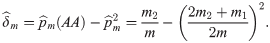 $\widehat{\delta}_m = \widehat{p}_m(AA) - \widehat{p}_m^2 = \frac{m_2}{m} - \left(\frac{2m_2 + m_1}{2m}\right)^2.$